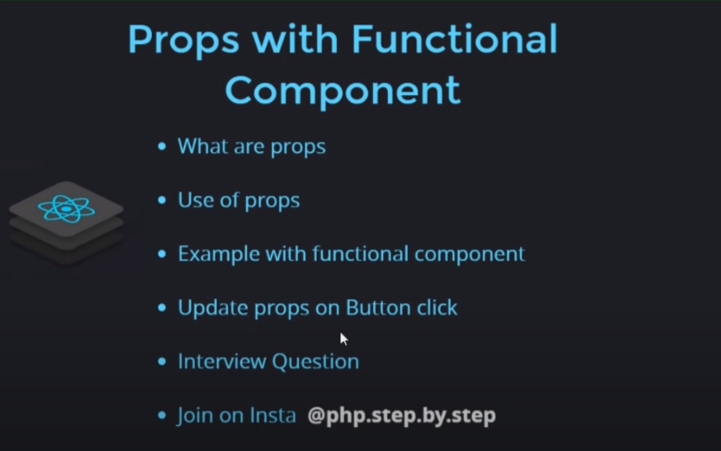 Props with Functional
Component
What are props
Use of props
Example with functional component
Update props on Button click
Interview Question
Join on Insta @php.step.by.step